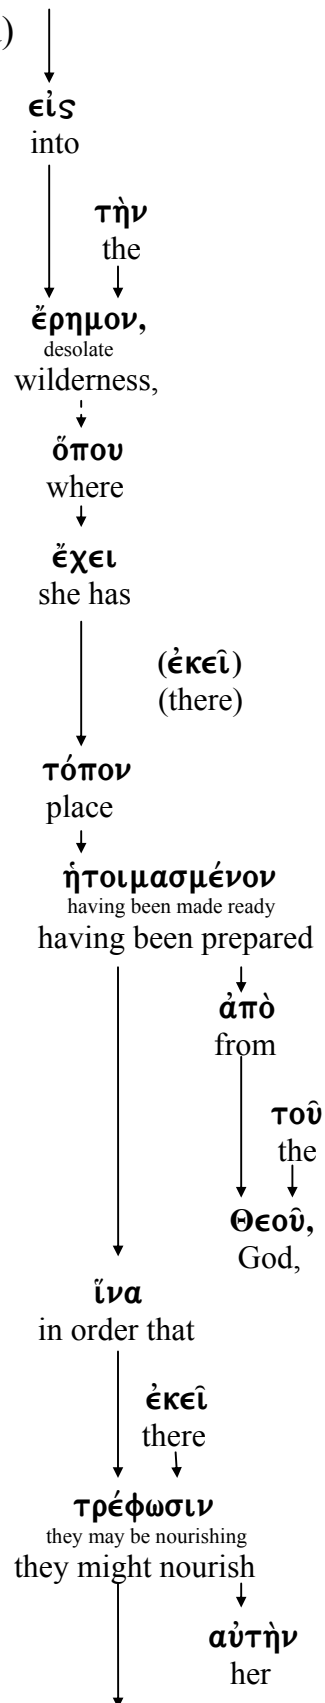 )
εἰς
into
τὴν
the
ἔρημον,
desolate
wilderness,
ὅπου
where
ἔχει
she has
(ἐκεῖ)
(there)
τόπον
place
ἡτοιμασμένον
having been made ready
having been prepared
ἀπὸ
from
τοῦ
the
Θεοῦ,
God,
ἵνα
in order that
ἐκεῖ
there
τρέφωσιν
they may be nourishing
they might nourish
αὐτὴν
her